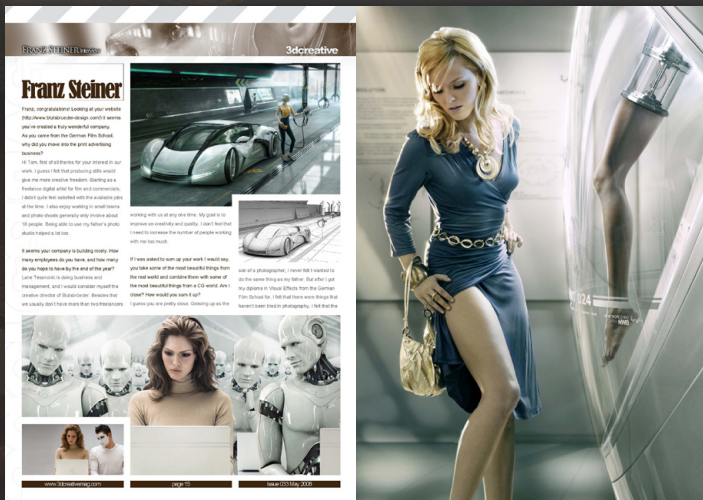 FRANZ STEINER Interview
3dcreative
Franz Steiner
Franz, congratulations! Looking at your website
(http://www.blutsbrueder-design.com/) it seems
you've created a truly wonderful company.
As you came from the German Film School,
why did you move into the print advertising
business?
Hi Tom, first of all thanks for your interest in our
work. I guess I felt that producing stills would
give me more creative freedom. Starting as a
freelance digital artist for film and commercials,
I didn't quite feel satisfied with the available jobs
at the time. I also enjoy working in small teams
and photo shoots generally only involve about
10 people. Being able to use my father's photo
studio helped a lot too.
It seems your company is building nicely. How
many employees do you have, and how many
do you hope to have by the end of the year?
management, and I would consider myself the
creative director of Blutsbrüeder. Besides that
we usually don't have more than two freelancers
working with us at any one time. My goal is to
improve on creativity and quality. I don't feel that
I need to increase the number of people working
with me too much.
If I was asked to sum up your work I would say,
you take some of the most beautiful things from
the real world and combine them with some of
the most beautiful things from a CG world. Am I
close? How would you sum it up?
I guess you are pretty close. Growing up as the
son of a photographer, I never felt I wanted to
do the same thing as my father. But after I got
my diploma in Visual Effects from the German
Film School for, I felt that there were things that
haven't been tried in photography. I felt that the
www.3dcreativemag.com
page 15
Issue 033 May 2008
024